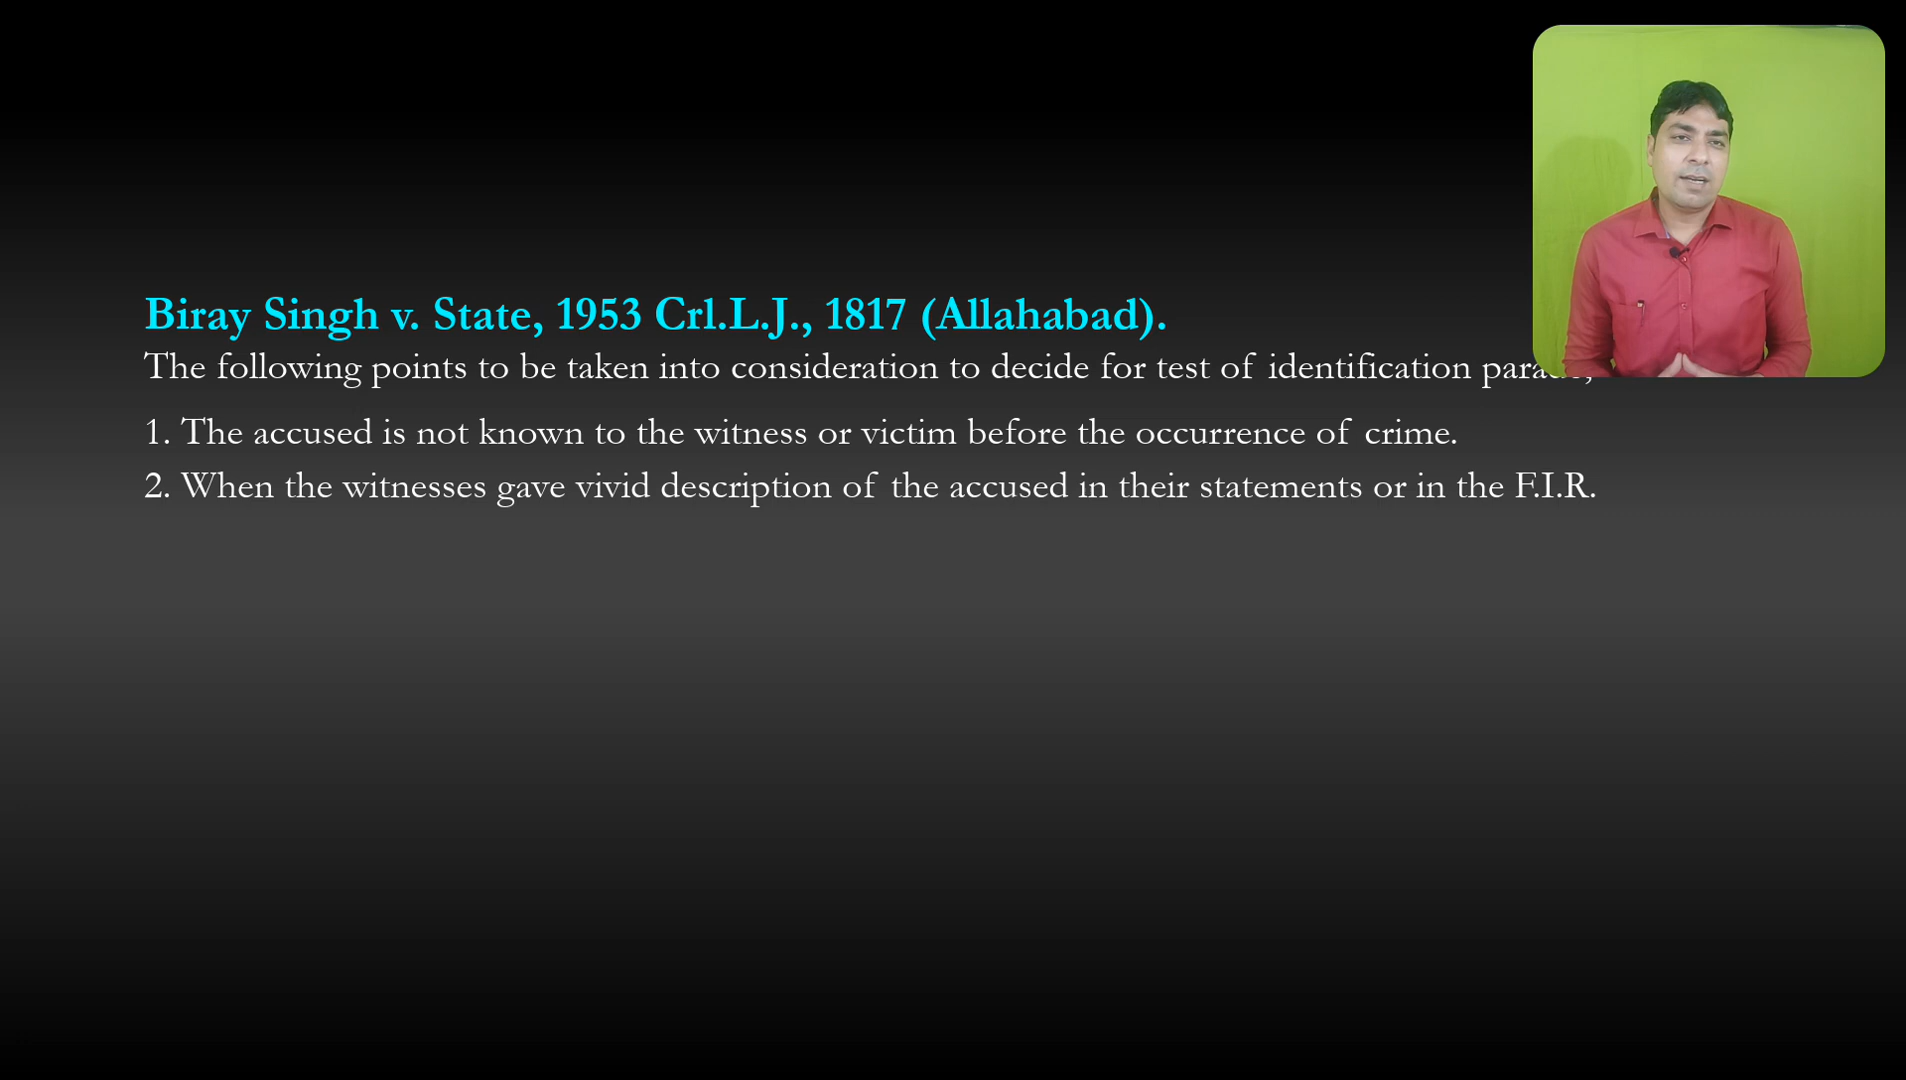 Biray Singh v. State, 1953 Crl.L.J., 1817 (Allahabad).
The following points to be taken into consideration to decide for test of identification
1. The accused is not known to the witness or victim before the occurrence of crime.
2. When the witnesses gave vivid description of the accused in their statements or in the F.I.R.